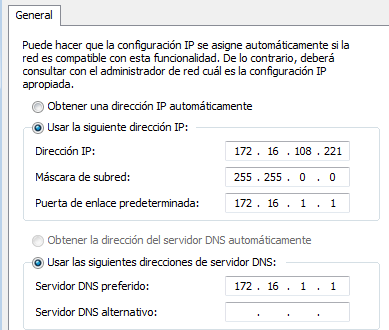 General
Puede hacer que la configuración IP se asigne automáticamente si la
red es compatible con esta funcionalidad. De lo contrario, deberá
consultar con el administrador de red cuál es la configuración IP
apropiada.
Obtener una dirección IP automáticamente
Usar la siguiente dirección IP:
Dirección IP: 172 . 16 . 108 . 221
Máscara de subred: 255 . 255 . 0 . 0
Puerta de enlace predeterminada: 172 . 16 . 1 . 1
Obtener la dirección del servidor DNS automáticamente
Usar las siguientes direcciones de servidor DNS:
Servidor DNS preferido: 172 . 16 . 1 . 1
Servidor DNS alternativo: . . .